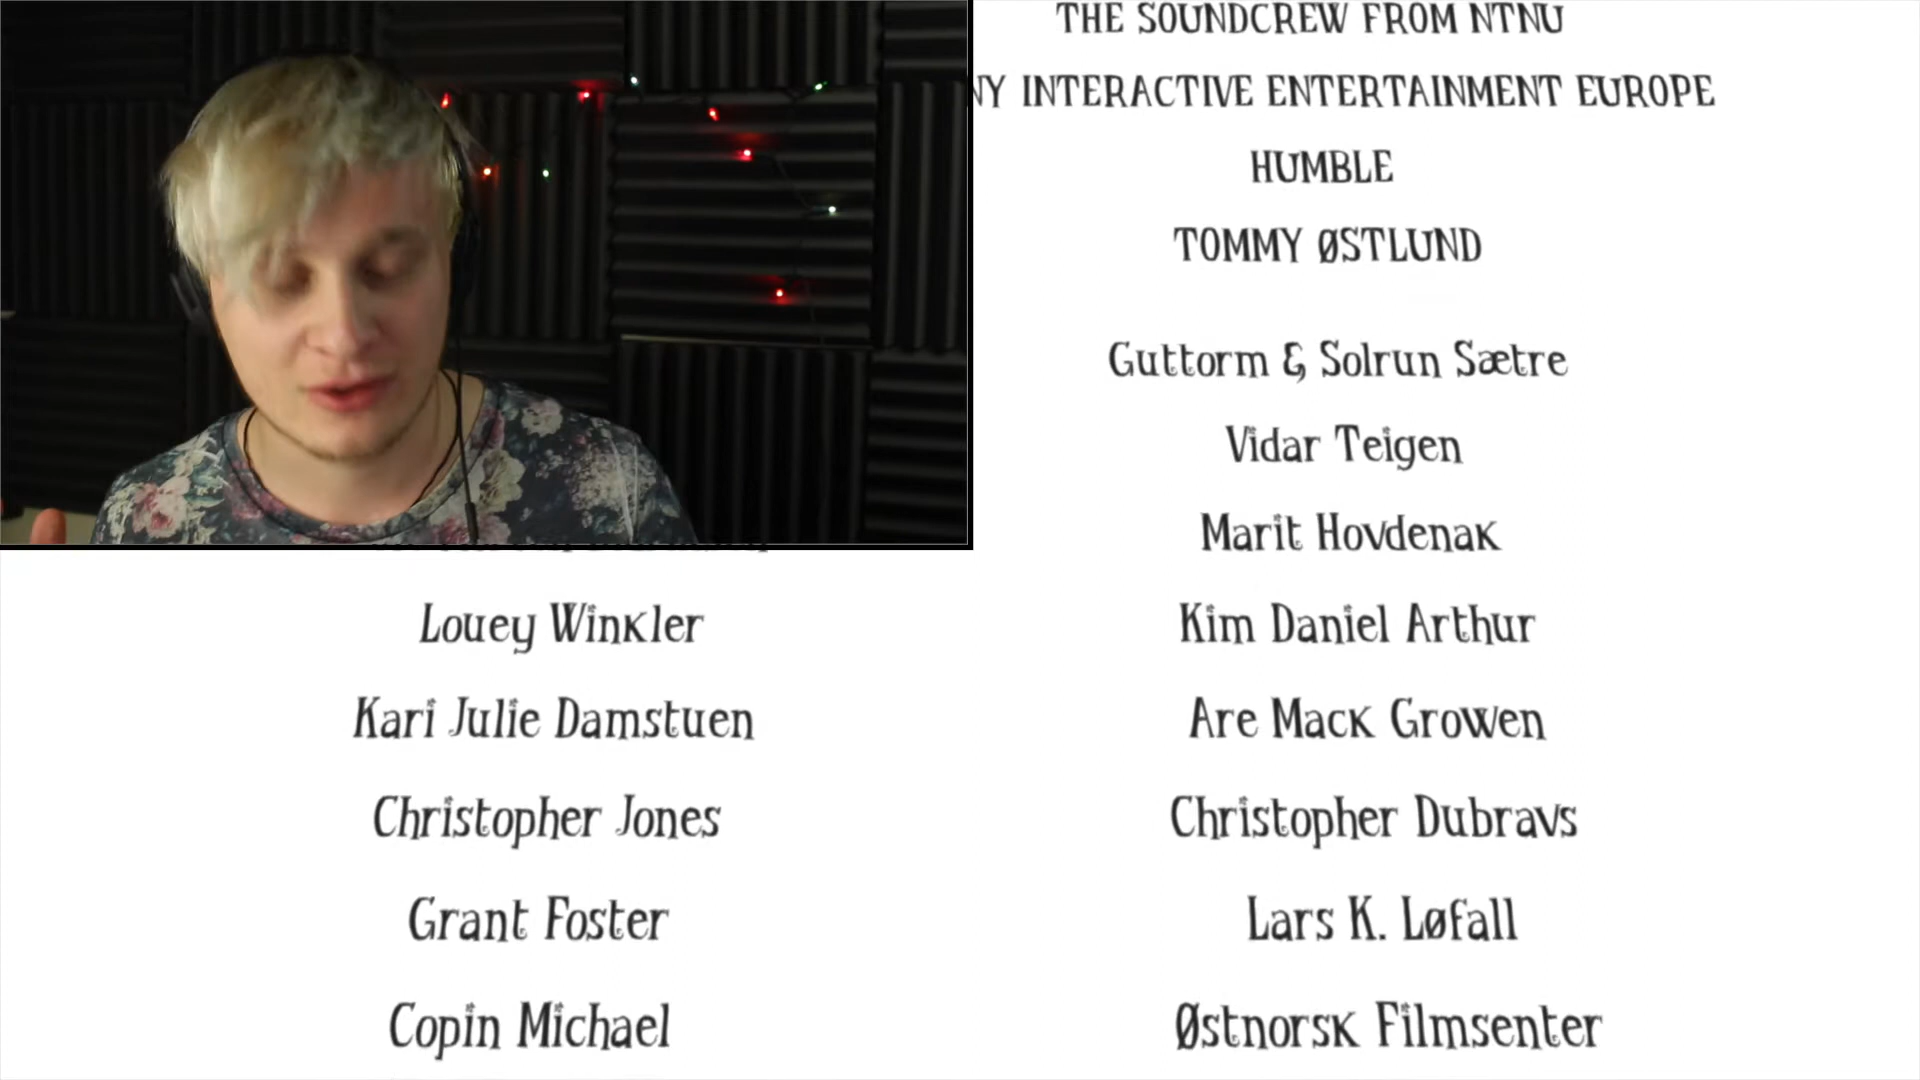 THE SOUNDCREW FROM NTNU
INTERACTIVE ENTERTAINMENT EUROPE
HUMBLE
TOMMY ØSTLUND
Guttorm & Solrun Sætre
Vidar Teigen
Marit Hovdenak
Louey Winkler
Kim Daniel Arthur
Kari Julie Damstuen
Are Mack Growen
Christopher Jones
Christopher Dubravs
Grant Foster
Lars K. Løfall
Copin Michael
Østnorsk Filmsenter